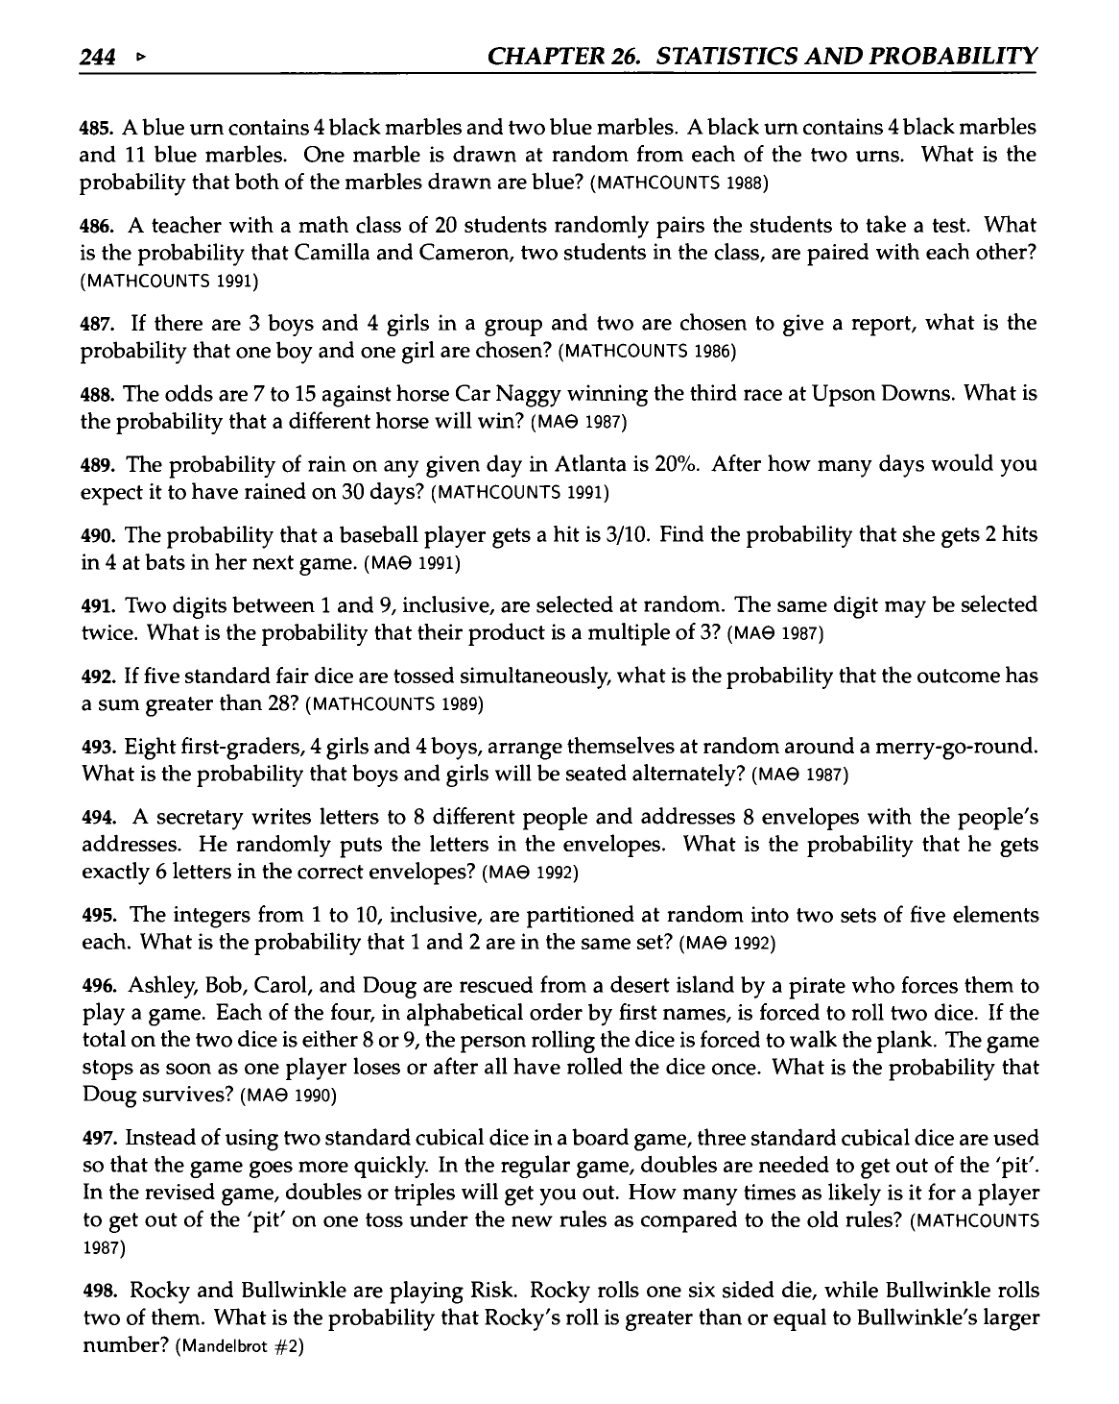 244 ▹ CHAPTER 26. STATISTICS AND PROBABILITY
485. A blue urn contains 4 black marbles and two blue marbles. A black urn contains 4 black marbles
and 11 blue marbles. One marble is drawn at random from each of the two urns. What is the
probability that both of the marbles drawn are blue? (MATHCOUNTS 1988)
486. A teacher with a math class of 20 students randomly pairs the students to take a test. What
is the probability that Camilla and Cameron, two students in the class, are paired with each other?
(MATHCOUNTS 1991)
487. If there are 3 boys and 4 girls in a group and two are chosen to give a report, what is the
probability that one boy and one girl are chosen? (MATHCOUNTS 1986)
488. The odds are 7 to 15 against horse Car Naggy winning the third race at Upson Downs. What is
the probability that a different horse will win? (MAΘ 1987)
489. The probability of rain on any given day in Atlanta is 20%. After how many days would you
expect it to have rained on 30 days? (MATHCOUNTS 1991)
490. The probability that a baseball player gets a hit is 3/10. Find the probability that she gets 2 hits
in 4 at bats in her next game. (MAΘ 1991)
491. Two digits between 1 and 9, inclusive, are selected at random. The same digit may be selected
twice. What is the probability that their product is a multiple of 3? (MAΘ 1987)
492. If five standard fair dice are tossed simultaneously, what is the probability that the outcome has
a sum greater than 28? (MATHCOUNTS 1989)
493. Eight first-graders, 4 girls and 4 boys, arrange themselves at random around a merry-go-round.
What is the probability that boys and girls will be seated alternately? (MAΘ 1987)
494. A secretary writes letters to 8 different people and addresses 8 envelopes with the people's
addresses. He randomly puts the letters in the envelopes. What is the probability that he gets
exactly 6 letters in the correct envelopes? (MAΘ 1992)
495. The integers from 1 to 10, inclusive, are partitioned at random into two sets of five elements
each. What is the probability that 1 and 2 are in the same set? (MAΘ 1992)
496. Ashley, Bob, Carol, and Doug are rescued from a desert island by a pirate who forces them to
play a game. Each of the four, in alphabetical order by first names, is forced to roll two dice. If the
total on the two dice is either 8 or 9, the person rolling the dice is forced to walk the plank. The game
stops as soon as one player loses or after all have rolled the dice once. What is the probability that
Doug survives? (MAΘ 1990)
497. Instead of using two standard cubical dice in a board game, three standard cubical dice are used
so that the game goes more quickly. In the regular game, doubles are needed to get out of the 'pit'.
In the revised game, doubles or triples will get you out. How many times as likely is it for a player
to get out of the 'pit' on one toss under the new rules as compared to the old rules? (MATHCOUNTS
1987)
498. Rocky and Bullwinkle are playing Risk. Rocky rolls one six sided die, while Bullwinkle rolls
two of them. What is the probability that Rocky's roll is greater than or equal to Bullwinkle's larger
number? (Mandelbrot #2)